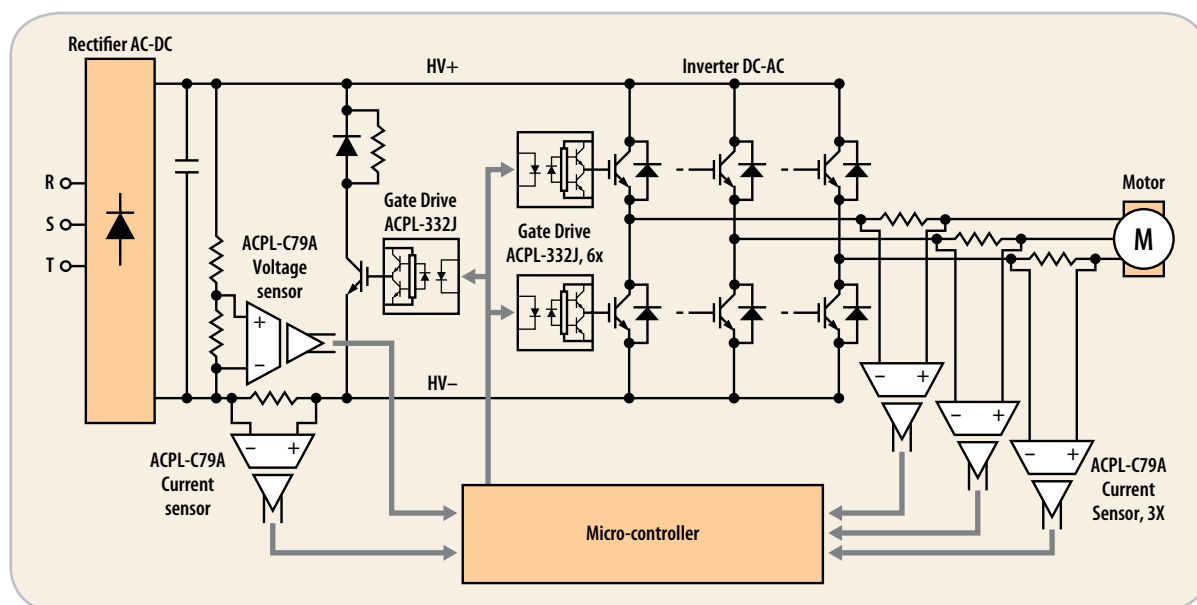 Rectifier AC-DC
HV+
Inverter DC-AC
R
S
T
Gate Drive
ACPL-332J
Gate Drive
ACPL-332J, 6x
Motor
M
ACPL-C79A
Voltage
sensor
+
−
HV−
− +
− +
− +
− +
ACPL-C79A
Current
sensor
ACPL-C79A
Current
Sensor, 3X
Micro-controller